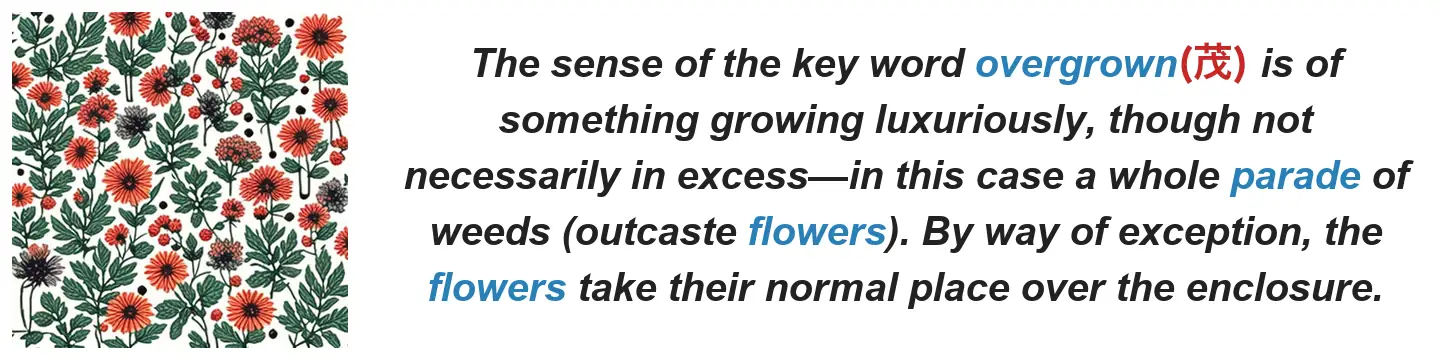 The sense of the key word overgrown(茂) is of
something growing luxuriously, though not
necessarily in excess—in this case a whole parade of
weeds (outcaste flowers). By way of exception, the
flowers take their normal place over the enclosure.